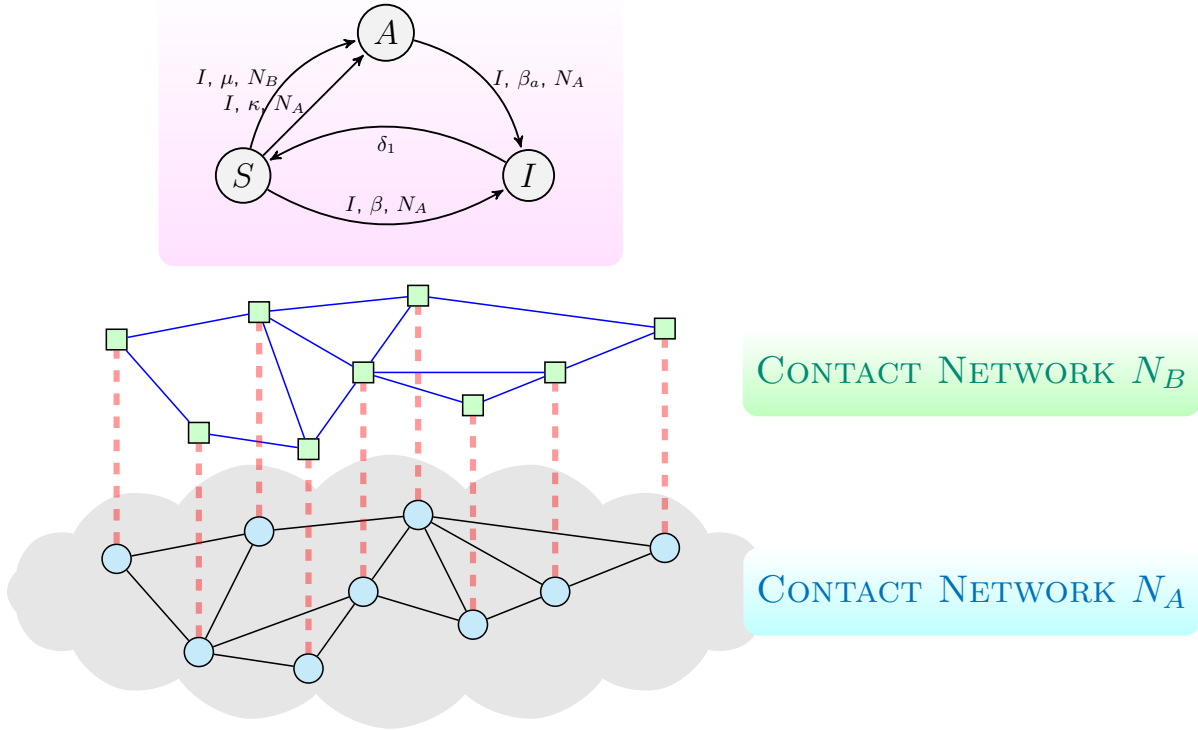 A
I, μ, N_B
I, β_a, N_A
I, κ, N_A
δ_1
S
I
I, β, N_A
CONTACT NETWORK N_B
CONTACT NETWORK N_A